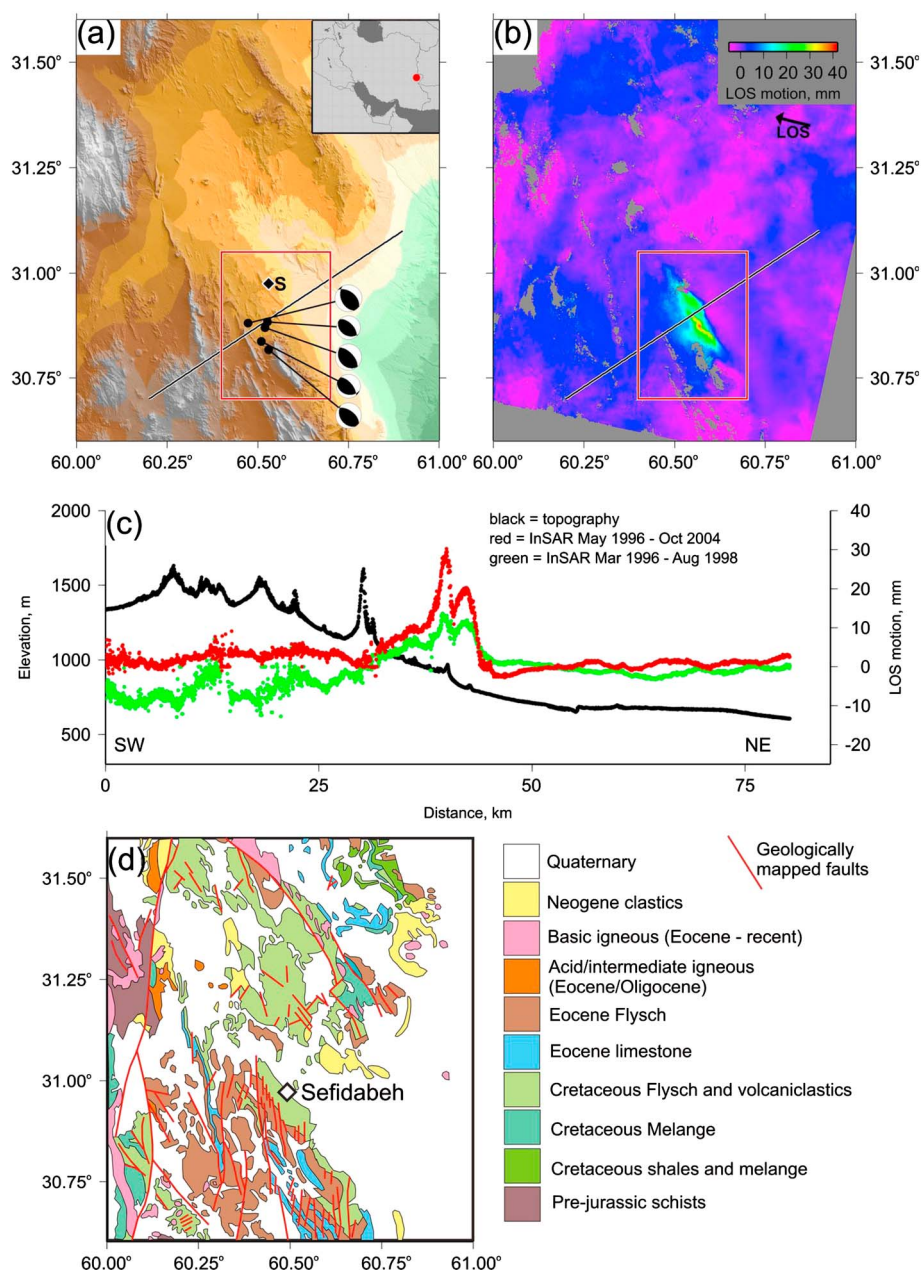 (a)
31.50°
31.25°
31.00°
30.75°
60.00° 60.25° 60.50° 60.75° 61.00°
S
(b)
0 10 20 30 40
LOS motion, mm
LOS
31.50°
31.25°
31.00°
30.75°
60.00° 60.25° 60.50° 60.75° 61.00°
(c)
black = topography
red = InSAR May 1996 - Oct 2004
green = InSAR Mar 1996 - Aug 1998
Elevation, m
2000
1500
1000
500
LOS motion, mm
40
30
20
10
0
-10
-20
SW
NE
0 25 50 75
Distance, km
(d)
31.50°
31.25°
31.00°
30.75°
60.00° 60.25° 60.50° 60.75° 61.00°
Sefidabeh
Quaternary
Neogene clastics
Basic igneous (Eocene - recent)
Acid/intermediate igneous
(Eocene/Oligocene)
Eocene Flysch
Eocene limestone
Cretaceous Flysch and volcaniclastics
Cretaceous Melange
Cretaceous shales and melange
Pre-jurassic schists
Geologically
mapped faults